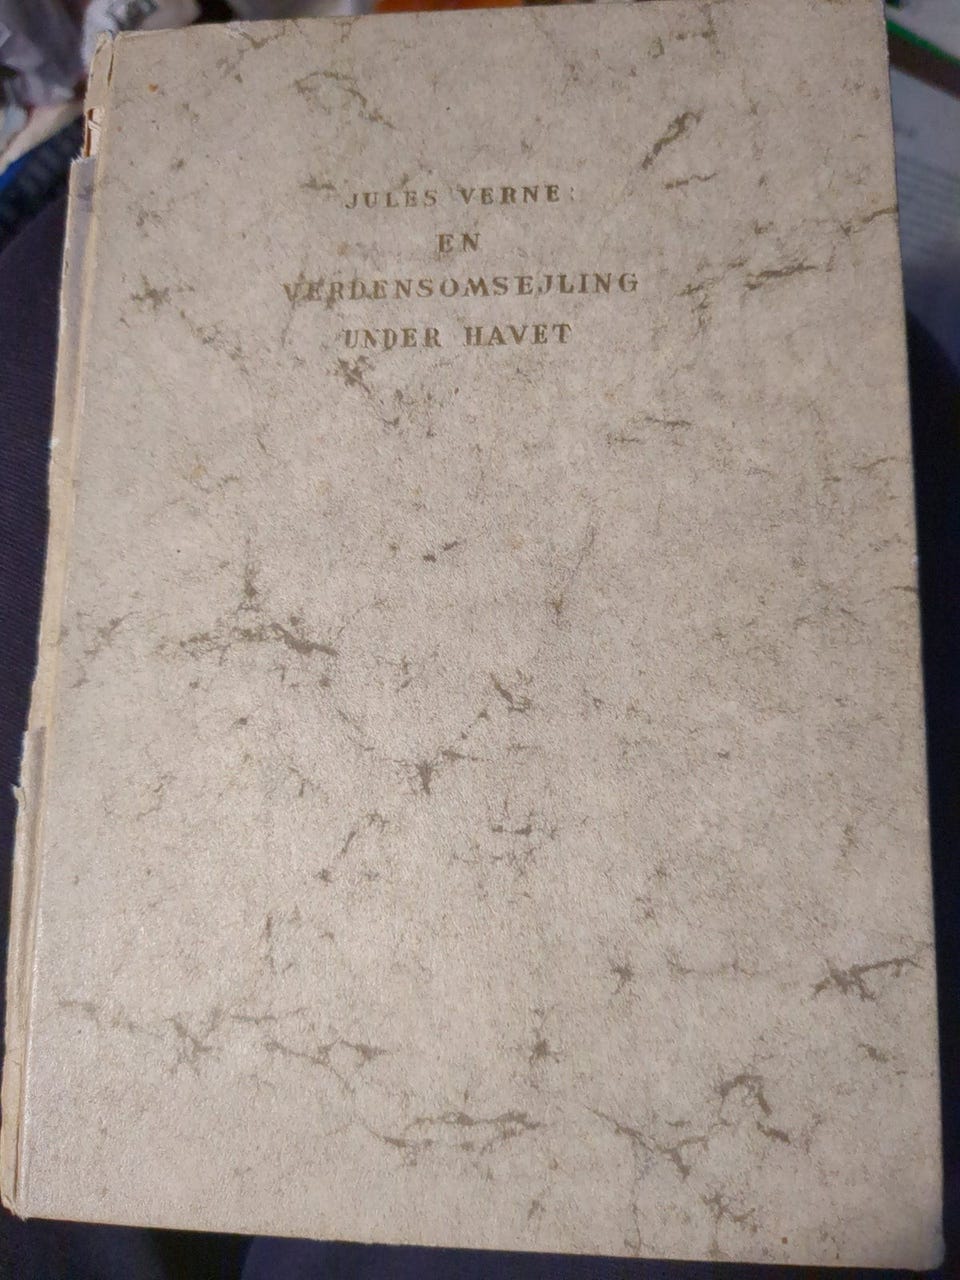 JULES VERNE:
EN
VERDENSOMSEJLING
UNDER HAVET